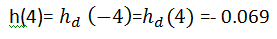 h(4)= h_d (−4)=h_d(4) =- 0.069